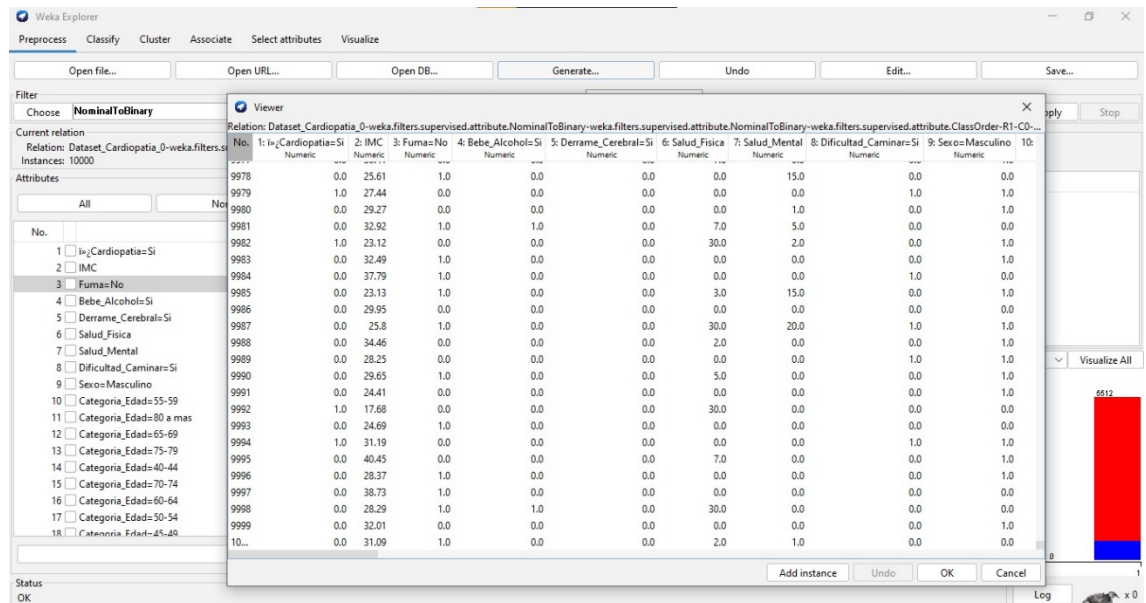 Weka Explorer
Preprocess Classify Cluster Associate Select attributes Visualize
Open file... Open URL... Open DB... Generate... Undo Edit... Save...
Filter
Choose NominalToBinary Stop
Current relation
Relation: Dataset_Cardiopatia_0-weka.filters.su
Instances: 10000
Attributes
All
No.
1 ï»¿Cardiopatia=Si
2 IMC
3 Fuma=No
4 Bebe_Alcohol=Si
5 Derrame_Cerebral=Si
6 Salud_Fisica
7 Salud_Mental
8 Dificultad_Caminar=Si
9 Sexo=Masculino
10 Categoria_Edad=55-59
11 Categoria_Edad=80 a mas
12 Categoria_Edad=65-69
13 Categoria_Edad=75-79
14 Categoria_Edad=40-44
15 Categoria_Edad=70-74
16 Categoria_Edad=60-64
17 Categoria_Edad=50-54
18 Categoria_Edad=45-49
Status
OK
Viewer
Relation: Dataset_Cardiopatia_0-weka.filters.supervised.attribute.NominalToBinary-weka.filters.supervised.attribute.NominalToBinary-weka.filters.supervised.attribute.ClassOrder-R1-C0-...
No. 1: ï»¿Cardiopatia=Si 2: IMC 3: Fuma=No 4: Bebe_Alcohol=Si 5: Derrame_Cerebral=Si 6: Salud_Fisica 7: Salud_Mental 8: Dificultad_Caminar=Si 9: Sexo=Masculino 10:
Numeric Numeric Numeric Numeric Numeric Numeric Numeric Numeric Numeric
9978 0.0 25.61 1.0 0.0 0.0 0.0 15.0 0.0 0.0
9979 1.0 27.44 0.0 0.0 0.0 0.0 0.0 1.0 1.0
9980 0.0 29.27 0.0 0.0 0.0 0.0 1.0 0.0 1.0
9981 0.0 32.92 1.0 1.0 0.0 7.0 5.0 0.0 0.0
9982 1.0 23.12 0.0 0.0 0.0 30.0 2.0 0.0 1.0
9983 0.0 32.49 1.0 0.0 0.0 0.0 0.0 0.0 1.0
9984 0.0 37.79 1.0 0.0 0.0 0.0 0.0 1.0 0.0
9985 0.0 23.13 1.0 0.0 0.0 3.0 15.0 0.0 1.0
9986 0.0 29.95 0.0 0.0 0.0 0.0 0.0 0.0 0.0
9987 0.0 25.8 1.0 0.0 0.0 30.0 20.0 1.0 1.0
9988 0.0 34.46 0.0 0.0 0.0 2.0 0.0 0.0 1.0
9989 0.0 28.25 0.0 0.0 0.0 0.0 0.0 1.0 1.0
9990 0.0 29.65 1.0 0.0 0.0 5.0 0.0 0.0 1.0
9991 0.0 24.41 0.0 0.0 0.0 0.0 0.0 0.0 1.0
9992 1.0 17.68 0.0 0.0 0.0 30.0 0.0 0.0 0.0
9993 0.0 24.69 1.0 0.0 0.0 0.0 0.0 0.0 1.0
9994 1.0 31.19 0.0 0.0 0.0 0.0 0.0 1.0 1.0
9995 0.0 40.45 0.0 0.0 0.0 7.0 0.0 0.0 1.0
9996 0.0 28.37 1.0 0.0 0.0 0.0 0.0 0.0 1.0
9997 0.0 38.73 1.0 0.0 0.0 0.0 0.0 0.0 0.0
9998 0.0 28.29 1.0 1.0 0.0 30.0 0.0 0.0 0.0
9999 0.0 32.01 0.0 0.0 0.0 0.0 0.0 0.0 1.0
10... 0.0 31.09 1.0 0.0 0.0 2.0 1.0 0.0 0.0
Add instance Undo OK Cancel
Visualize All
5512
0
1
Log x 0